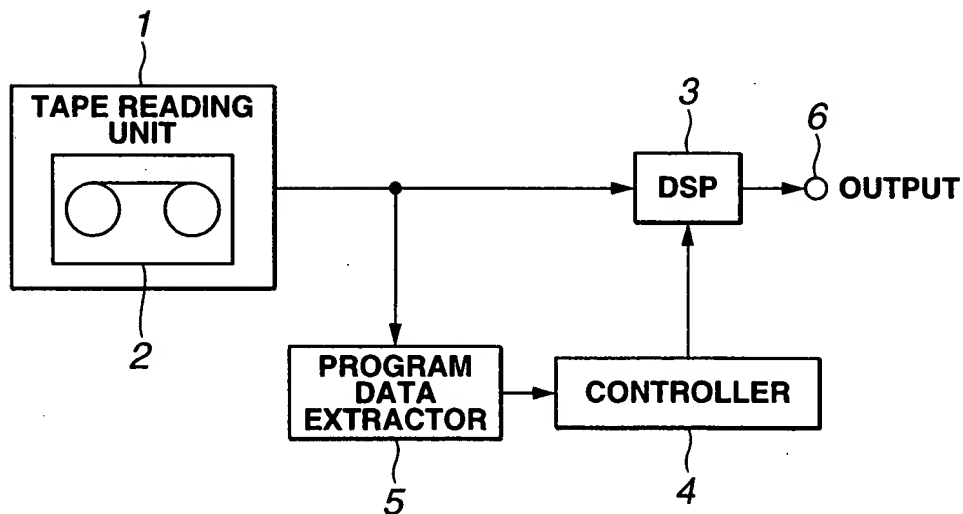 1
TAPE READING
UNIT
2
3
DSP
6
OUTPUT
PROGRAM
DATA
EXTRACTOR
5
CONTROLLER
4